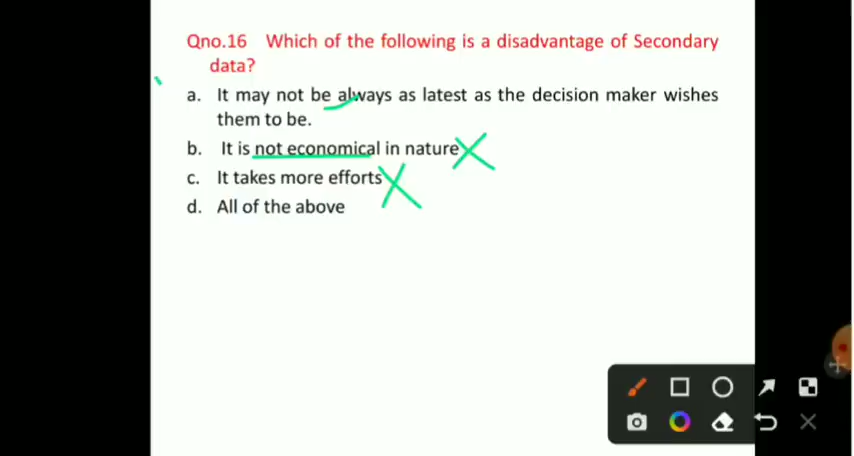 Qno.16 Which of the following is a disadvantage of Secondary
data?
a. It may not be always as latest as the decision maker wishes
them to be.
b. It is not economical in nature
c. It takes more efforts
d. All of the above